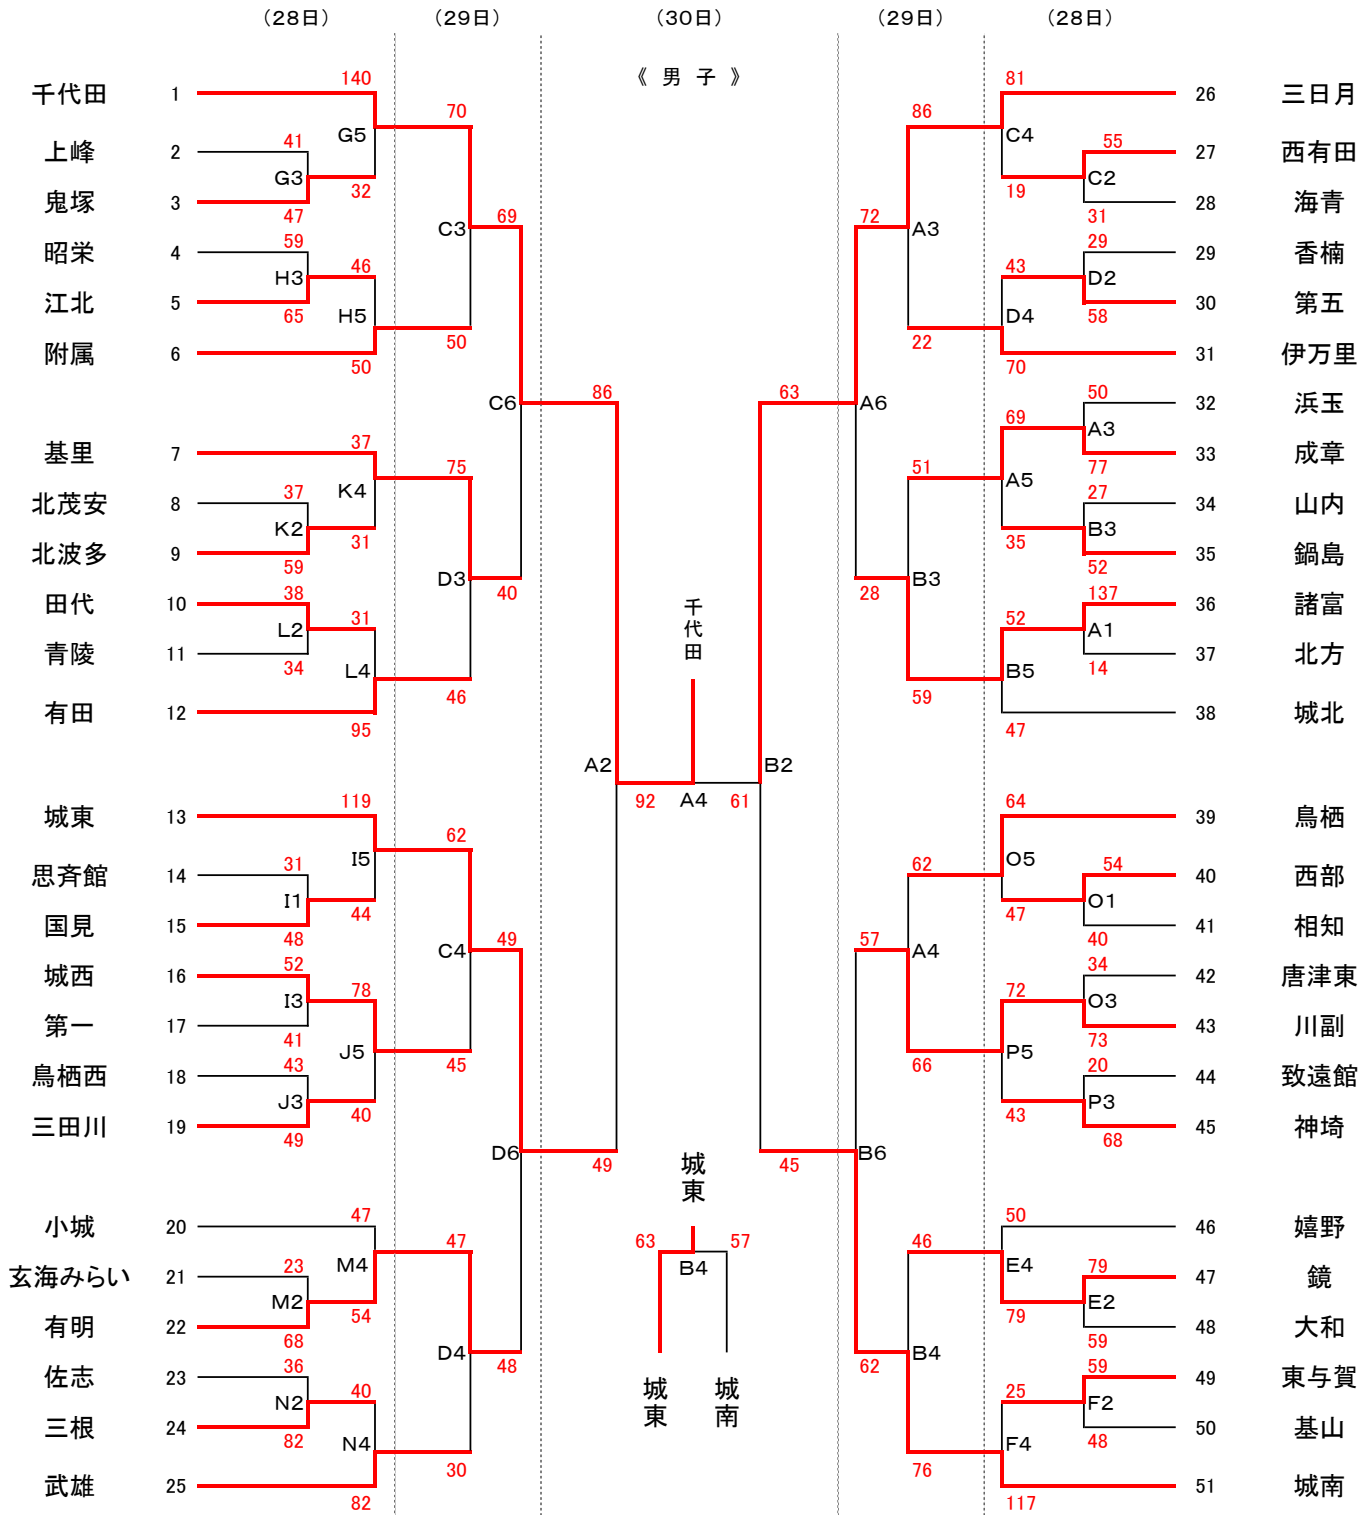 （28日） （29日） （30日） （29日） （28日）
《 男 子 》
140 70 86 81
千代田 1 26 三日月
G5 C4
41 55
上峰 2 27 西有田
G3 32 19 C2
鬼塚 3 28 海青
47 69 72 31
59 C3 A3 29
昭栄 4 29 香楠
H3 46 43 D2
江北 5 30 第五
65 H5 D4 58
50 22
附属 6 31 伊万里
50 70
86 63
C6 A6
50
32 浜玉
37 69 A3
基里 7 33 成章
75 51 77
37 K4 A5 27
北茂安 8 34 山内
K2 31 35 B3
北波多 9 35 鍋島
59 52
D3 B3
38 40 28 137
田代 10 36 諸富
L2 31 千代田 52 A1
青陵 11 37 北方
34 L4 B5 14
46 59
有田 12 38 城北
95 47
A2 B2
92 A4 61
119 64
城東 13 39 鳥栖
62 62
I5 O5
31 54
思斉館 14 40 西部
I1 44 47 O1
国見 15 41 相知
48 49 57 40
52 C4 A4 34
城西 16 42 唐津東
I3 78 72 O3
第一 17 43 川副
41 73
43 J5 45 66 P5 20
鳥栖西 18 44 致遠館
J3 40 43 P3
三田川 19 45 神埼
49 68
D6 B6
49 45
城東
47 50
小城 20 46 嬉野
63 57
47 B4 46
23 M4 E4 79
玄海みらい 21 47 鏡
M2 54 79 E2
有明 22 48 大和
68 59
36 D4 B4 59
48 62
佐志 23 49 東与賀
N2 40 城東 城南 25 F2
三根 24 50 基山
82 N4 F4 48
30 76
武雄 25 51 城南
82 117